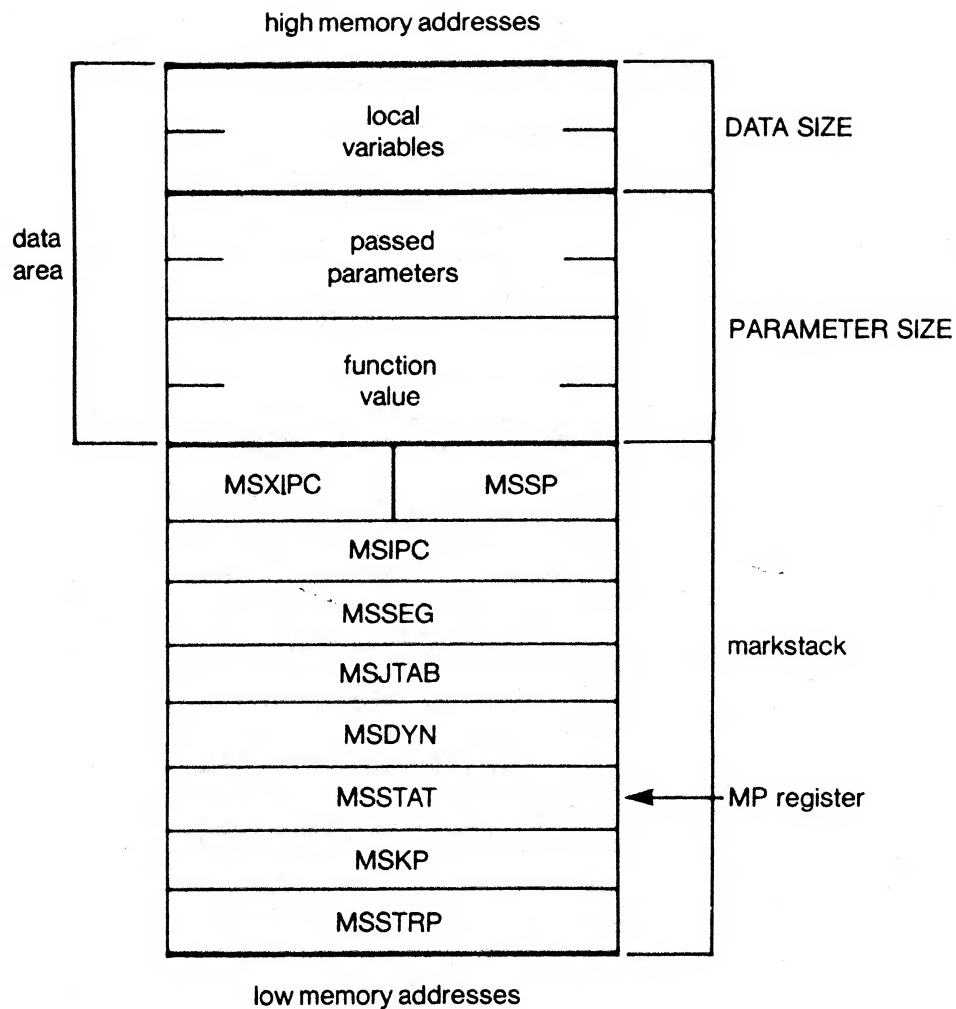 high memory addresses
local
variables
DATA SIZE
data
area
passed
parameters
PARAMETER SIZE
function
value
MSXIPC MSSP
MSIPC
MSSEG
markstack
MSJTAB
MSDYN
MSSTAT
MP register
MSKP
MSSTRP
low memory addresses